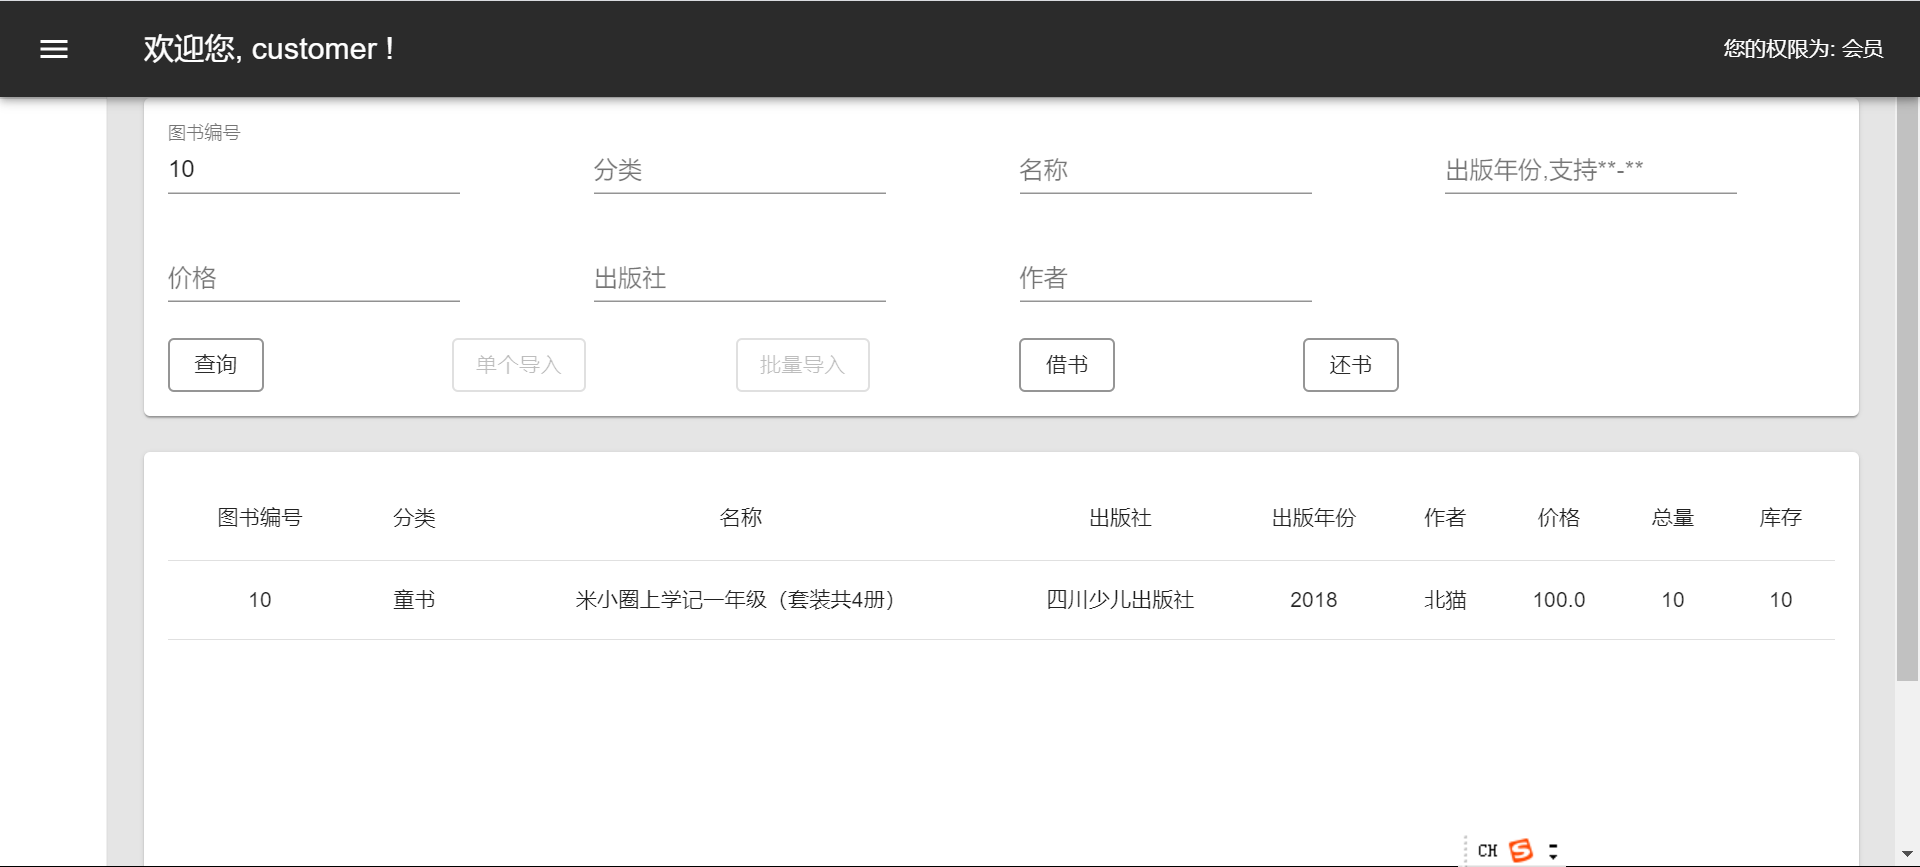 欢迎您, customer !
您的权限为: 会员
图书编号
10
分类
名称
出版年份,支持**-**
价格
出版社
作者
查询
单个导入
批量导入
借书
还书
图书编号 分类 名称 出版社 出版年份 作者 价格 总量 库存
10 童书 米小圈上学记一年级（套装共4册） 四川少儿出版社 2018 北猫 100.0 10 10
CH S